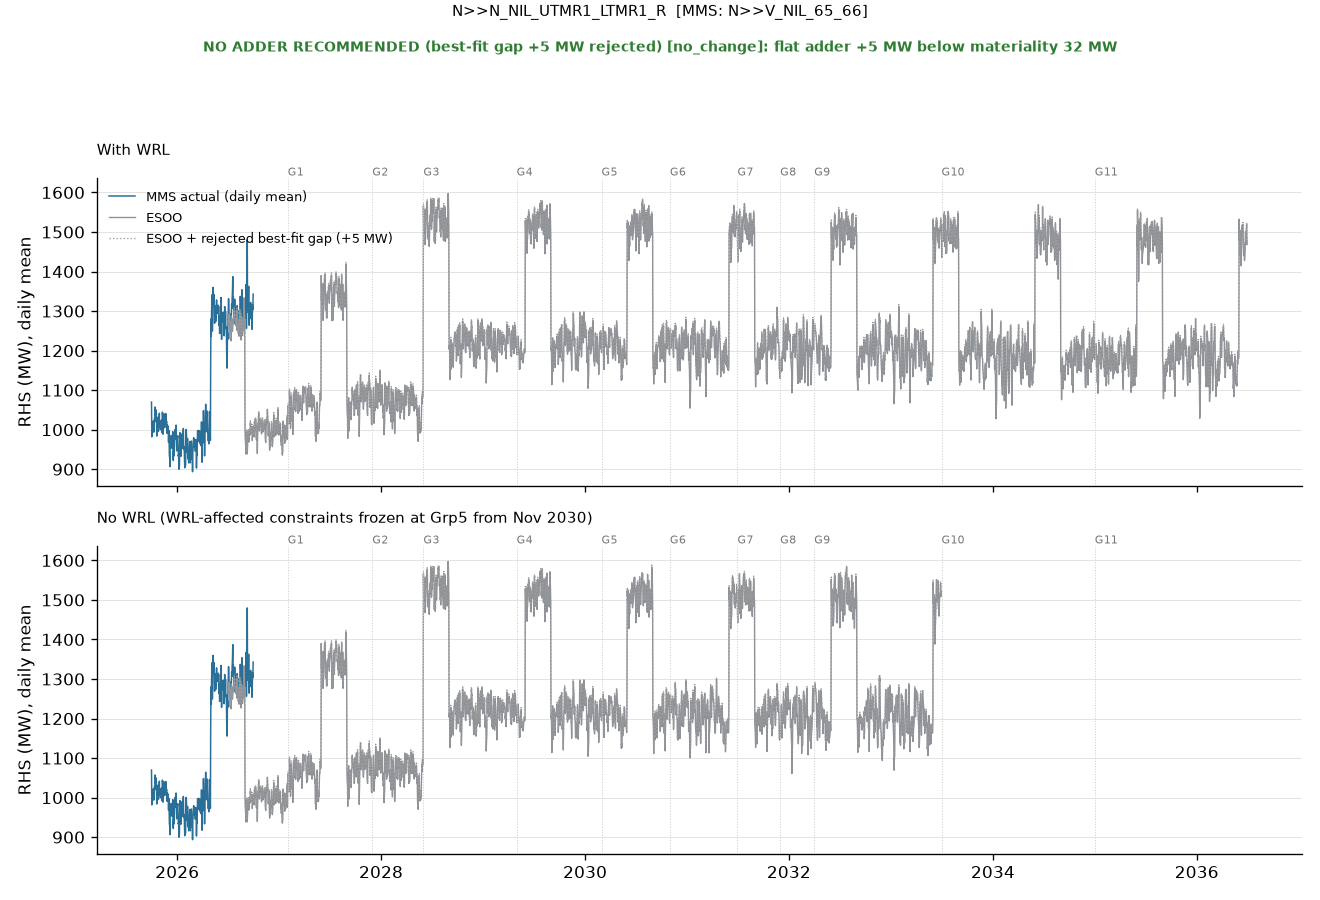 N>>N_NIL_UTMR1_LTMR1_R [MMS: N>>V_NIL_65_66]
NO ADDER RECOMMENDED (best-fit gap +5 MW rejected) [no_change]: flat adder +5 MW below materiality 32 MW
With WRL
G1 G2 G3 G4 G5 G6 G7 G8 G9 G10 G11
MMS actual (daily mean)
ESOO
ESOO + rejected best-fit gap (+5 MW)
RHS (MW), daily mean
1600
1500
1400
1300
1200
1100
1000
900
No WRL (WRL-affected constraints frozen at Grp5 from Nov 2030)
G1 G2 G3 G4 G5 G6 G7 G8 G9 G10 G11
RHS (MW), daily mean
1600
1500
1400
1300
1200
1100
1000
900
2026 2028 2030 2032 2034 2036